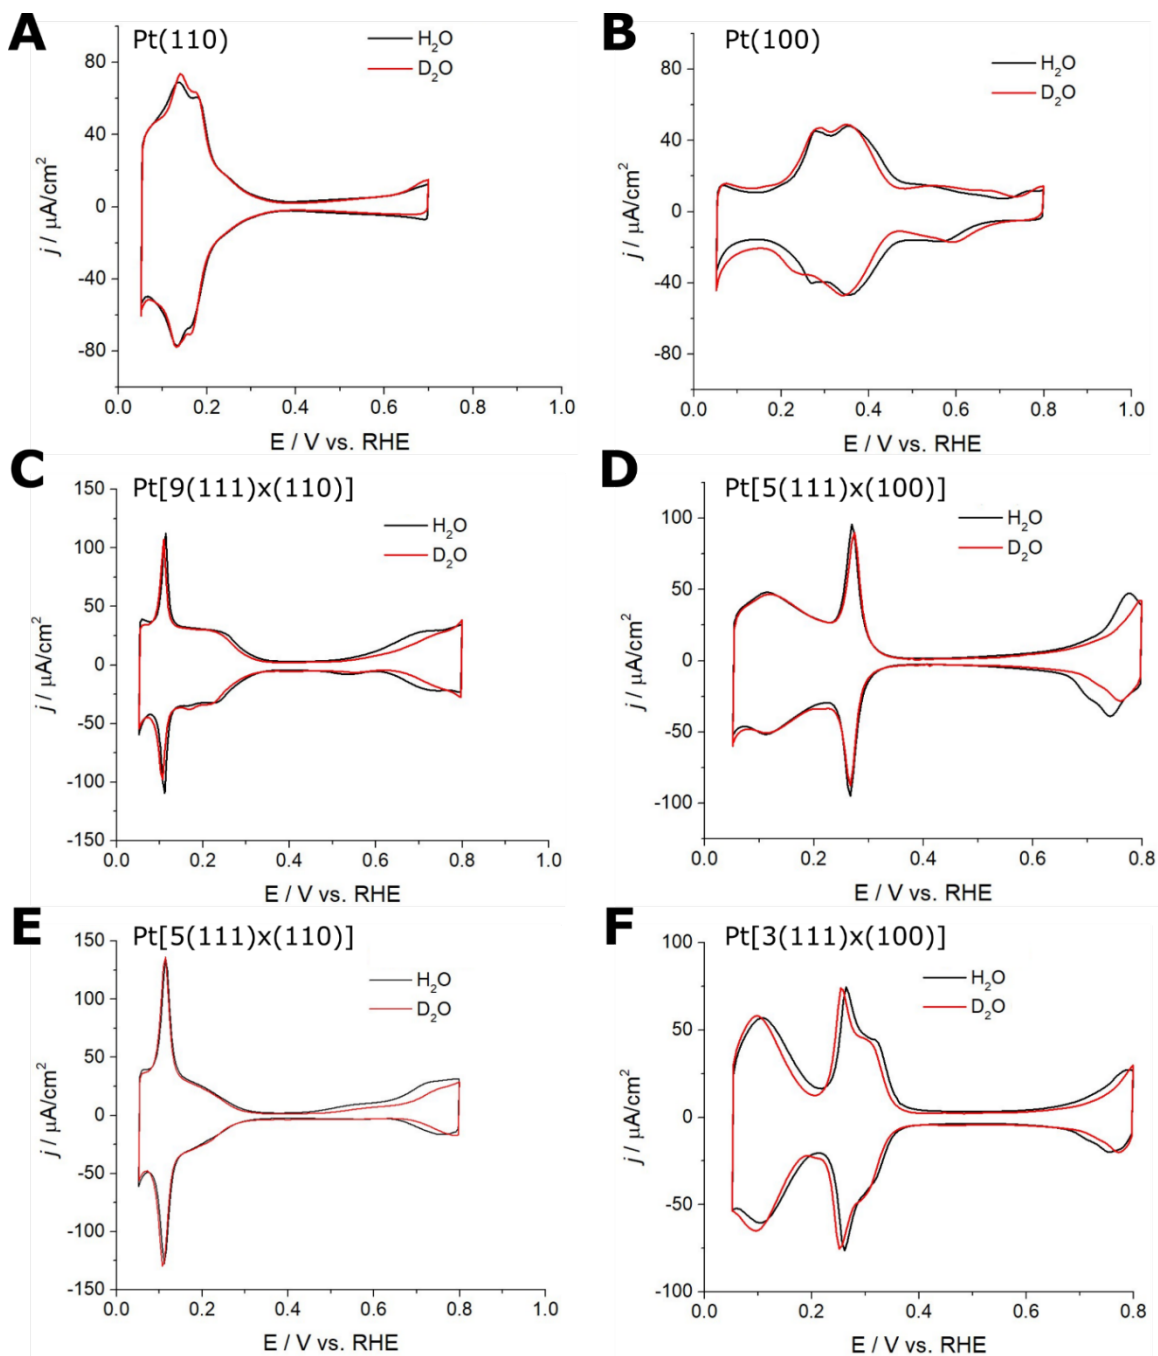 A
Pt(110)
H₂O
D₂O
80
40
0
-40
-80
j / μA/cm²
0.0 0.2 0.4 0.6 0.8 1.0
E / V vs. RHE
B
Pt(100)
H₂O
D₂O
80
40
0
-40
-80
j / μA/cm²
0.0 0.2 0.4 0.6 0.8 1.0
E / V vs. RHE
C
Pt[9(111)x(110)]
H₂O
D₂O
150
100
50
0
-50
-100
-150
j / μA/cm²
0.0 0.2 0.4 0.6 0.8 1.0
E / V vs. RHE
D
Pt[5(111)x(100)]
H₂O
D₂O
100
50
0
-50
-100
j / μA/cm²
0.0 0.2 0.4 0.6 0.8
E / V vs. RHE
E
Pt[5(111)x(110)]
H₂O
D₂O
150
100
50
0
-50
-100
-150
j / μA/cm²
0.0 0.2 0.4 0.6 0.8 1.0
E / V vs. RHE
F
Pt[3(111)x(100)]
H₂O
D₂O
100
50
0
-50
-100
j / μA/cm²
0.0 0.2 0.4 0.6 0.8
E / V vs. RHE